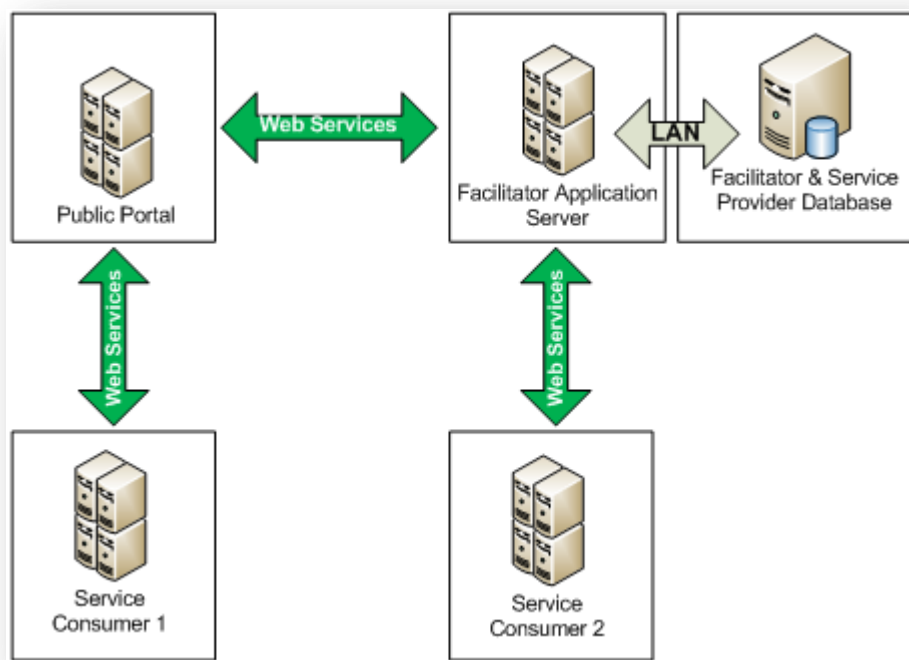 Web Services
LAN
Public Portal
Facilitator Application
Server
Facilitator & Service
Provider Database
Web Services
Web Services
Service
Consumer 1
Service
Consumer 2